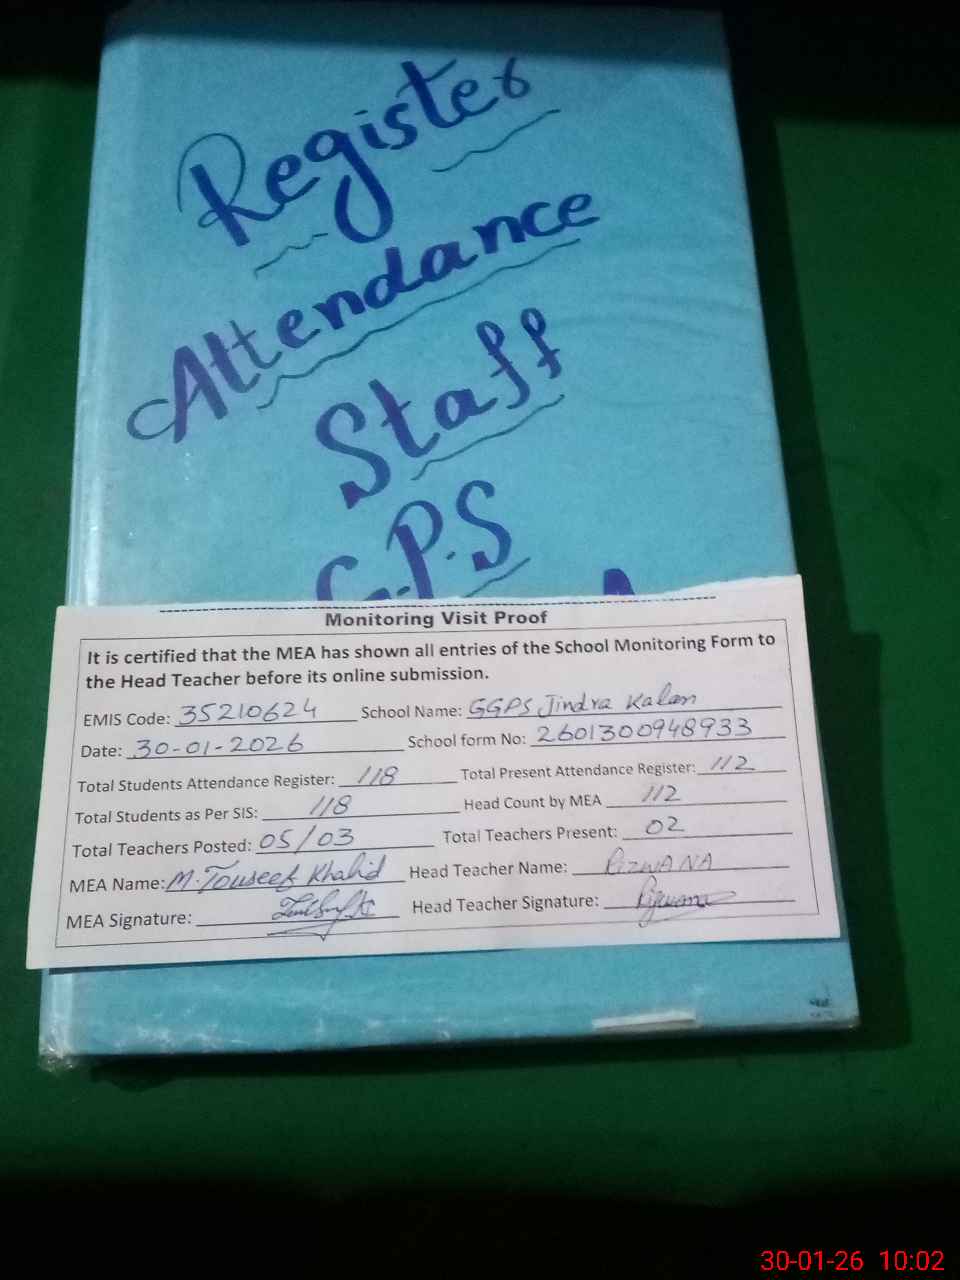 Register
Attendance
Staff
G.P.S
Monitoring Visit Proof
It is certified that the MEA has shown all entries of the School Monitoring Form to
the Head Teacher before its online submission.
EMIS Code: 35210624 School Name: GGPS Jindra Kalan
Date: 30-01-2026 School form No: 2601300948933
Total Students Attendance Register: 118 Total Present Attendance Register: 112
Total Students as Per SIS: 118 Head Count by MEA 112
Total Teachers Posted: 05/03 Total Teachers Present: 02
MEA Name: M. Touseef Khalid Head Teacher Name: RIZWANA
MEA Signature: Head Teacher Signature: Rizwana
30-01-26 10:02